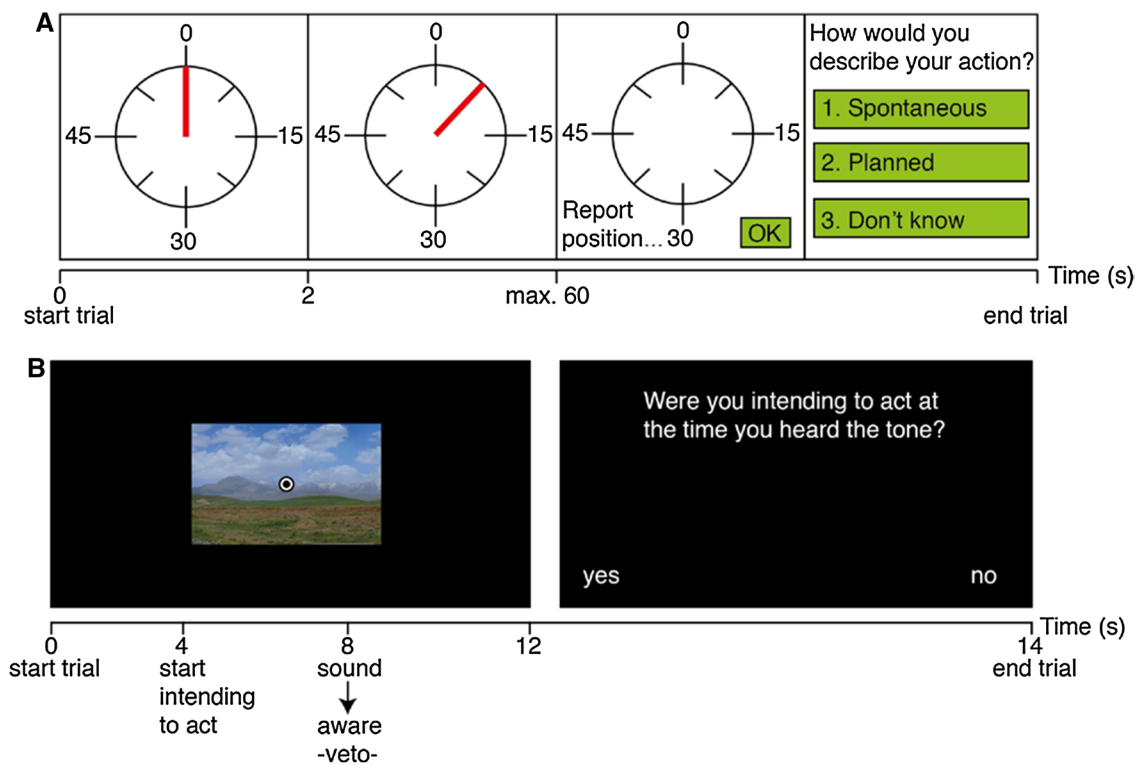 A
0
45
15
30
0
45
15
30
0
45
15
30
Report
position...
OK
How would you
describe your action?
1. Spontaneous
2. Planned
3. Don't know
0
2
max. 60
Time (s)
start trial
end trial
B
Were you intending to act at
the time you heard the tone?
yes
no
0
4
8
12
14
Time (s)
start trial
start
intending
to act
sound
aware
-veto-
end trial